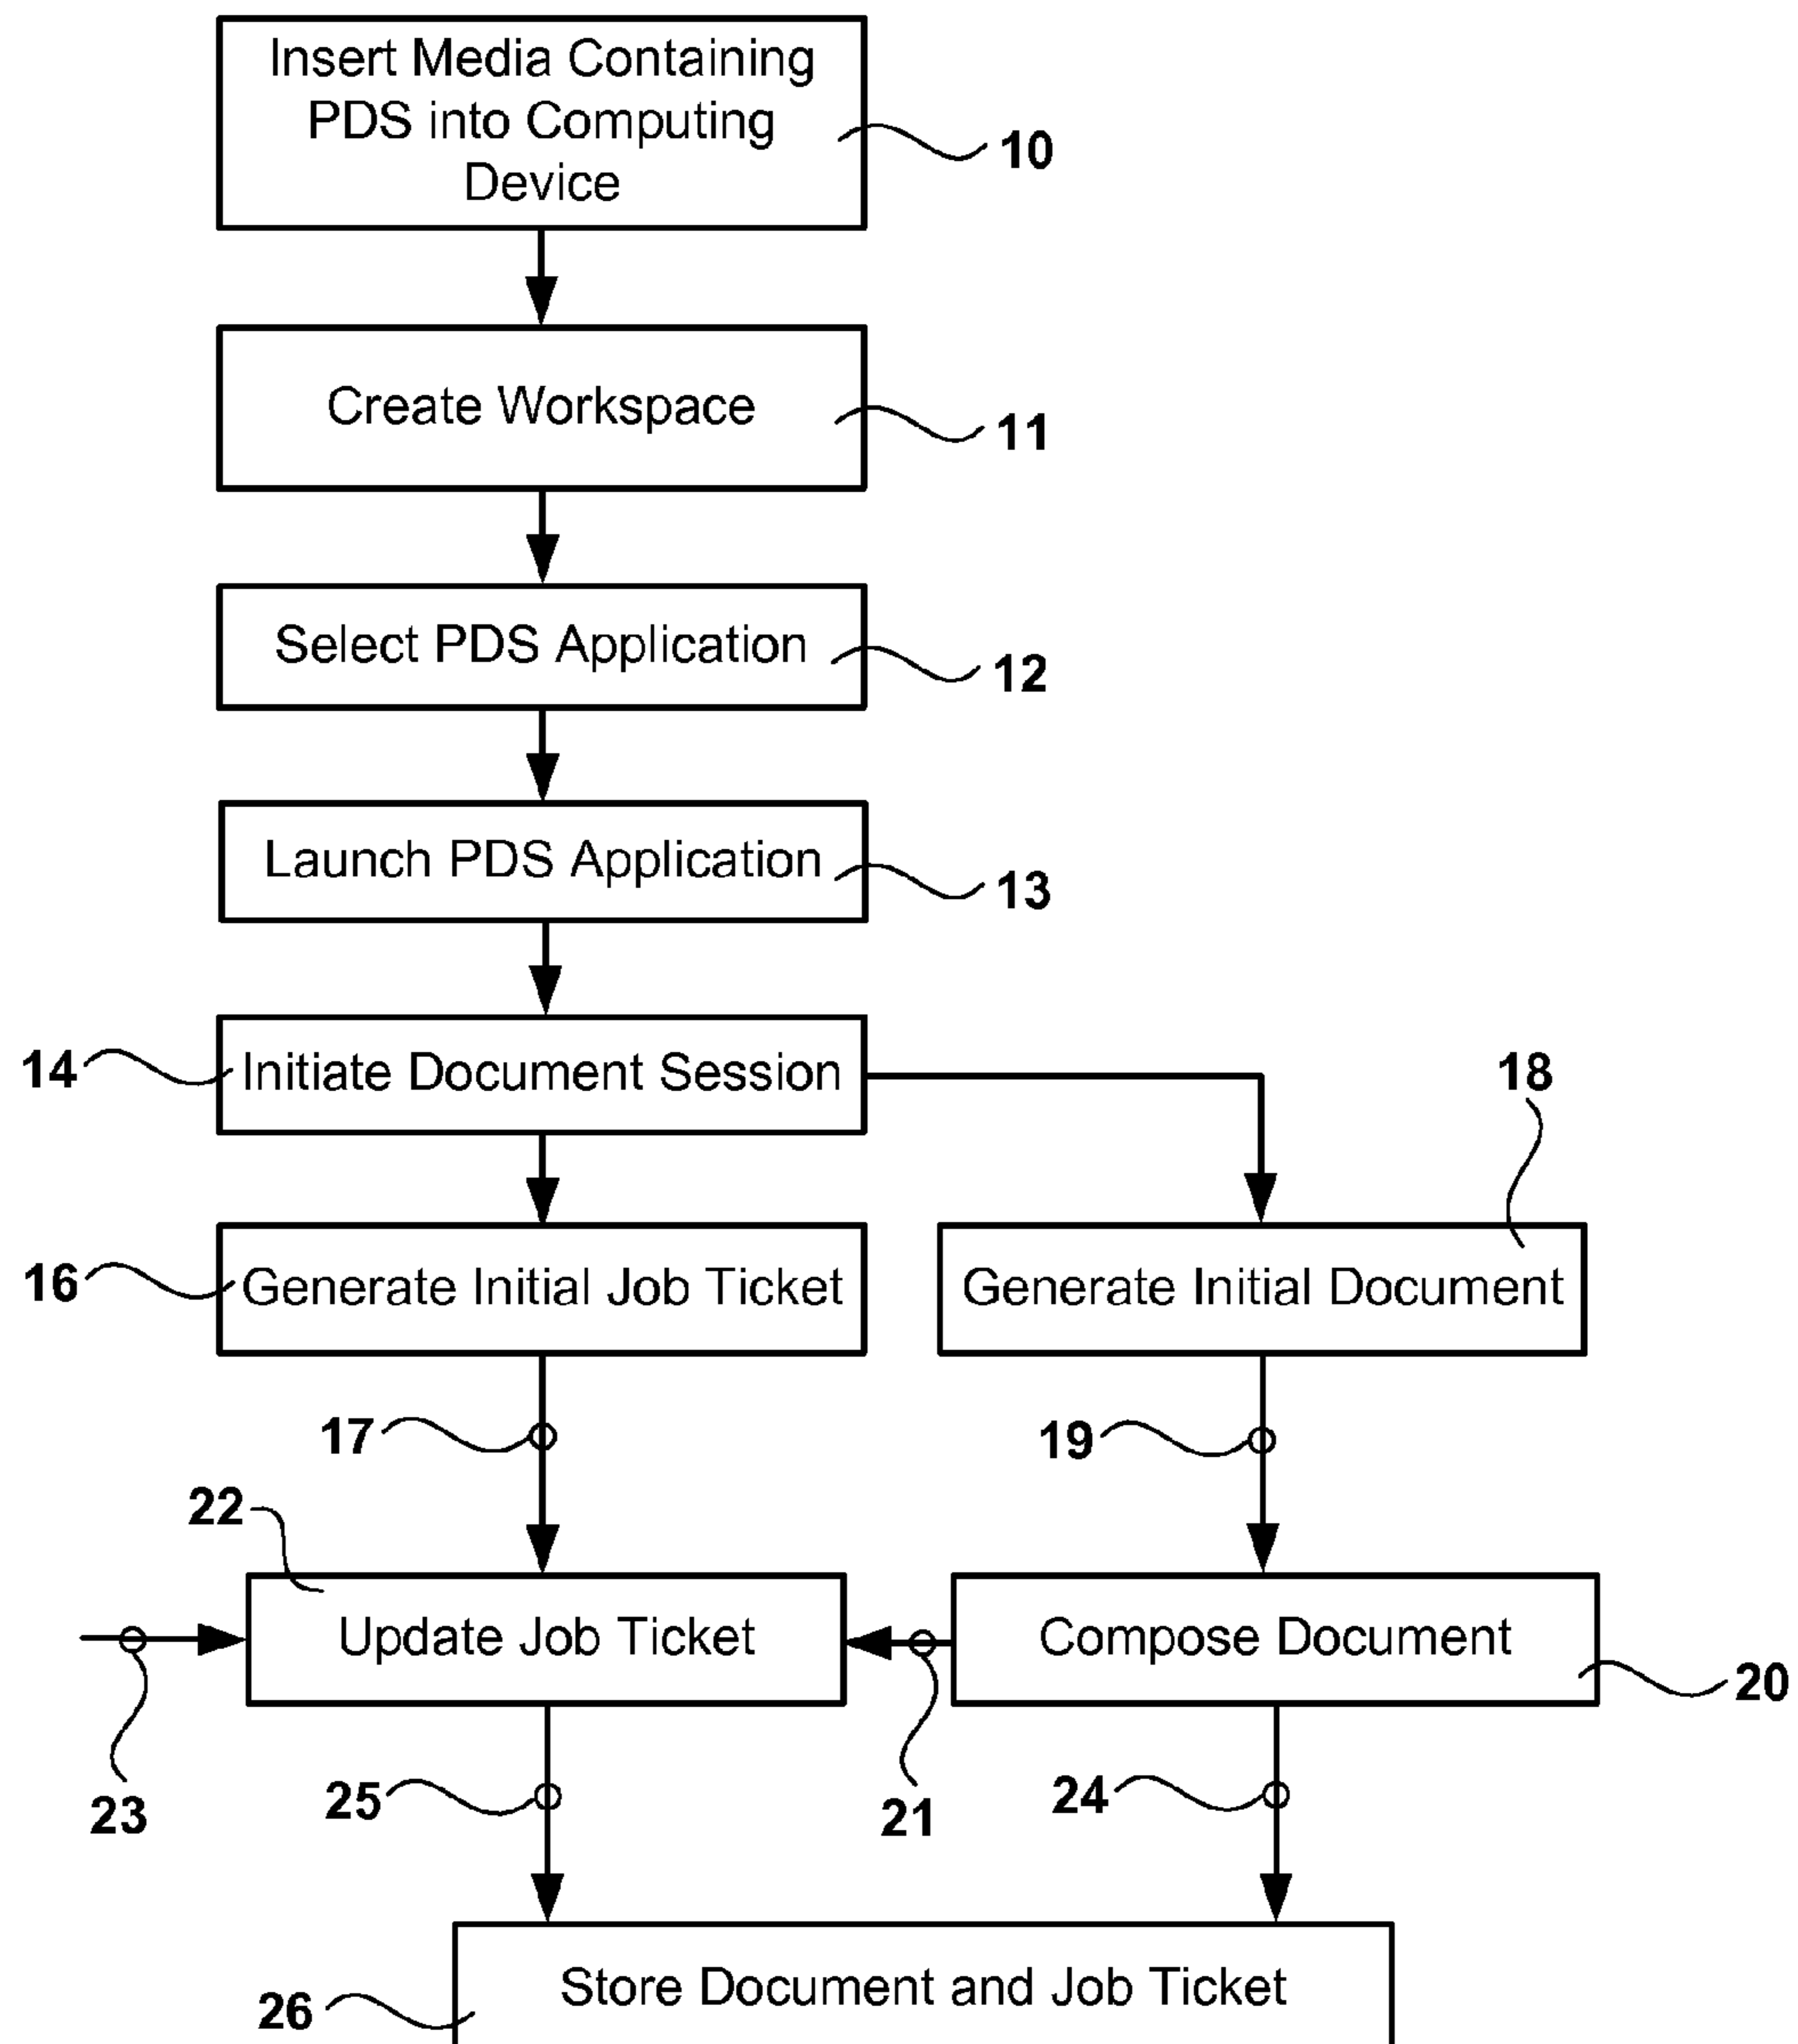 Insert Media Containing
PDS into Computing
Device
10
Create Workspace
11
Select PDS Application
12
Launch PDS Application
13
14
Initiate Document Session
18
16
Generate Initial Job Ticket
Generate Initial Document
17
19
22
Update Job Ticket
Compose Document
20
23
25
21
24
Store Document and Job Ticket
26